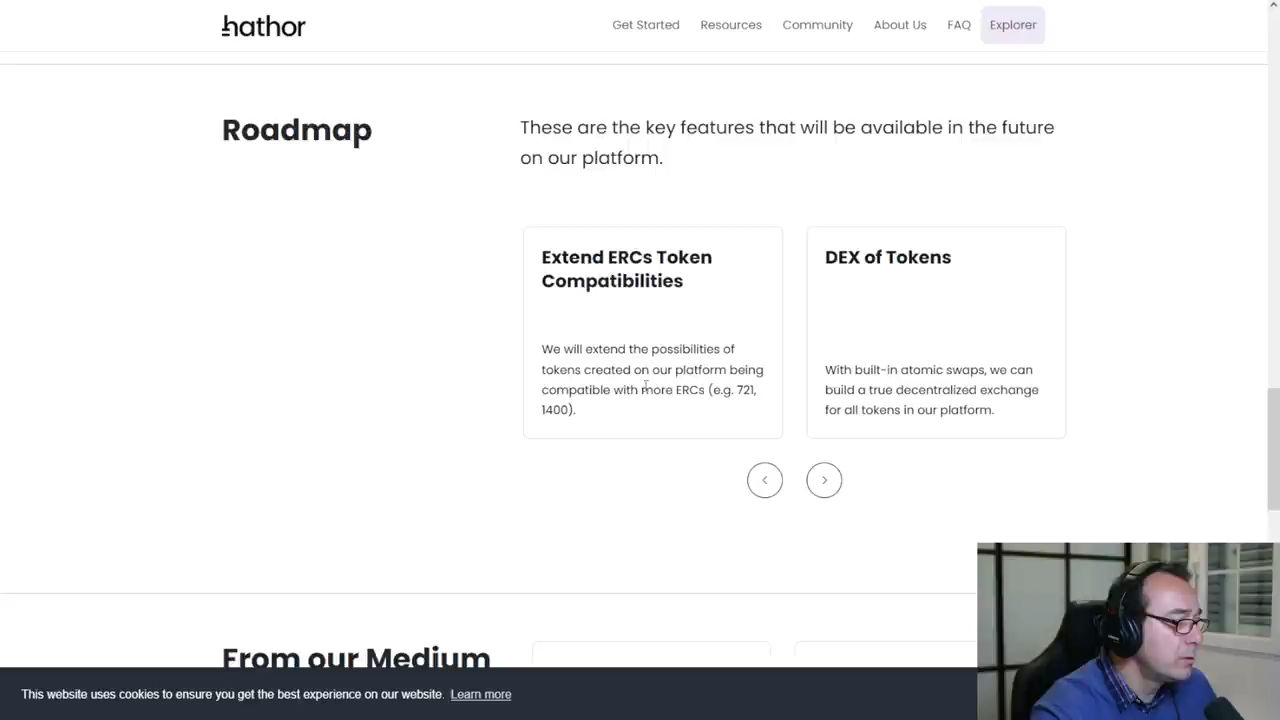 hathor
Get Started
Resources
Community
About Us
FAQ
Explorer
Roadmap
These are the key features that will be available in the future
on our platform.
Extend ERCs Token
Compatibilities
We will extend the possibilities of
tokens created on our platform being
compatible with more ERCs (e.g. 721,
1400).
DEX of Tokens
With built-in atomic swaps, we can
build a true decentralized exchange
for all tokens in our platform.
From our Medium
This website uses cookies to ensure you get the best experience on our website. Learn more